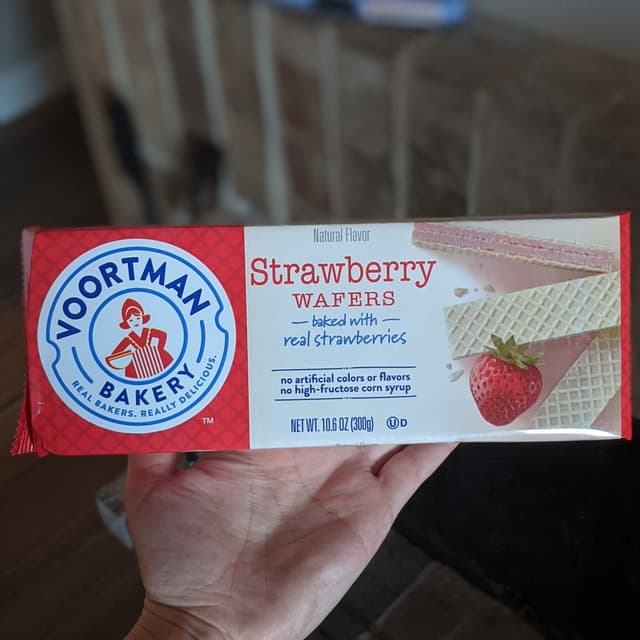 VOORTMAN
BAKERY
REAL BAKERS. REALLY DELICIOUS.
TM
Natural Flavor
Strawberry
WAFERS
baked with
real strawberries
no artificial colors or flavors
no high-fructose corn syrup
NET WT. 10.6 OZ (300g) U D